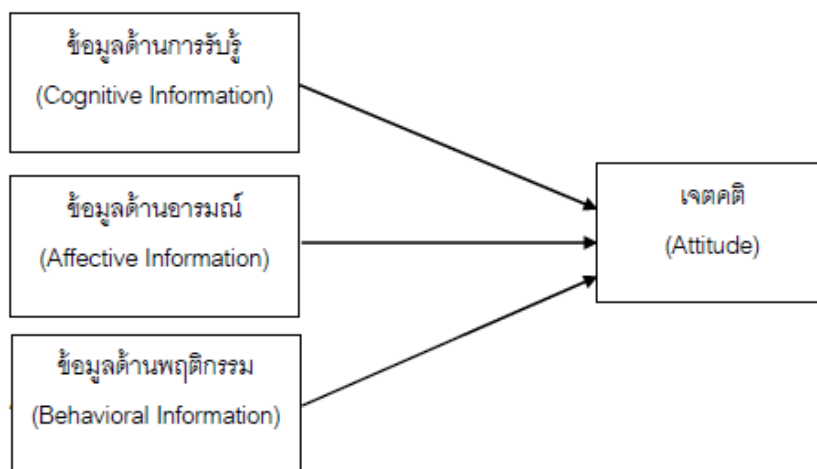 ข้อมูลด้านการรับรู้
(Cognitive Information)
ข้อมูลด้านอารมณ์
(Affective Information)
ข้อมูลด้านพฤติกรรม
(Behavioral Information)
เจตคติ
(Attitude)